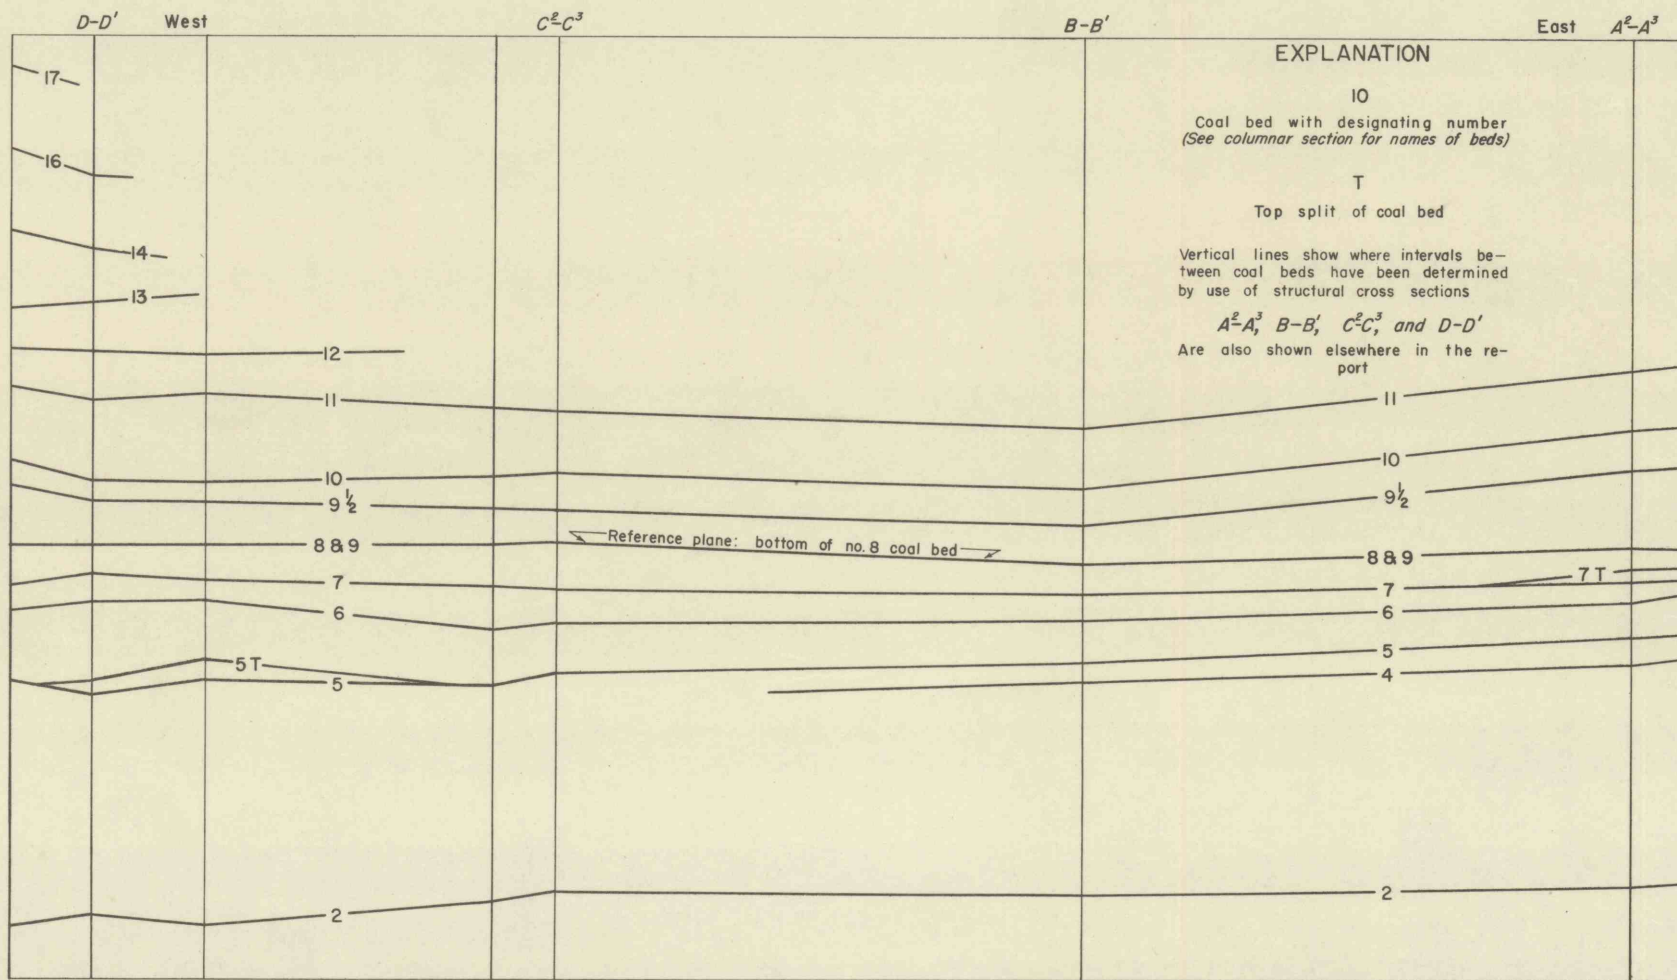 D-D' West C²-C³ B-B' East A²-A³
EXPLANATION
10
Coal bed with designating number
(See columnar section for names of beds)
T
Top split of coal bed
Vertical lines show where intervals be-
tween coal beds have been determined
by use of structural cross sections
A²-A³, B-B', C²-C³, and D-D'
Are also shown elsewhere in the re-
port
17
16
14
13
12
11 11
10 10
9½ 9½
Reference plane: bottom of no. 8 coal bed
8 & 9 8 & 9
7 7 7T
6 6
5T
5 5
4
2 2